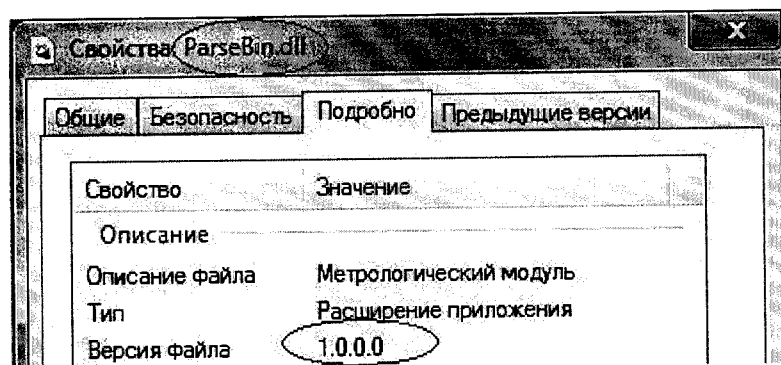 Свойства: ParseBin.dll
Общие Безопасность Подробно Предыдущие версии
Свойство Значение
Описание
Описание файла Метрологический модуль
Тип Расширение приложения
Версия файла 1.0.0.0